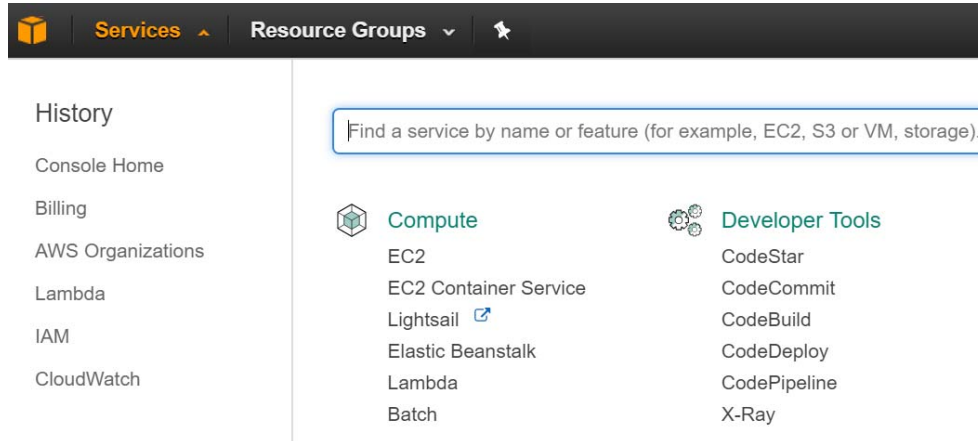 Services Resource Groups
History
Console Home
Billing
AWS Organizations
Lambda
IAM
CloudWatch
Find a service by name or feature (for example, EC2, S3 or VM, storage).
Compute
EC2
EC2 Container Service
Lightsail
Elastic Beanstalk
Lambda
Batch
Developer Tools
CodeStar
CodeCommit
CodeBuild
CodeDeploy
CodePipeline
X-Ray